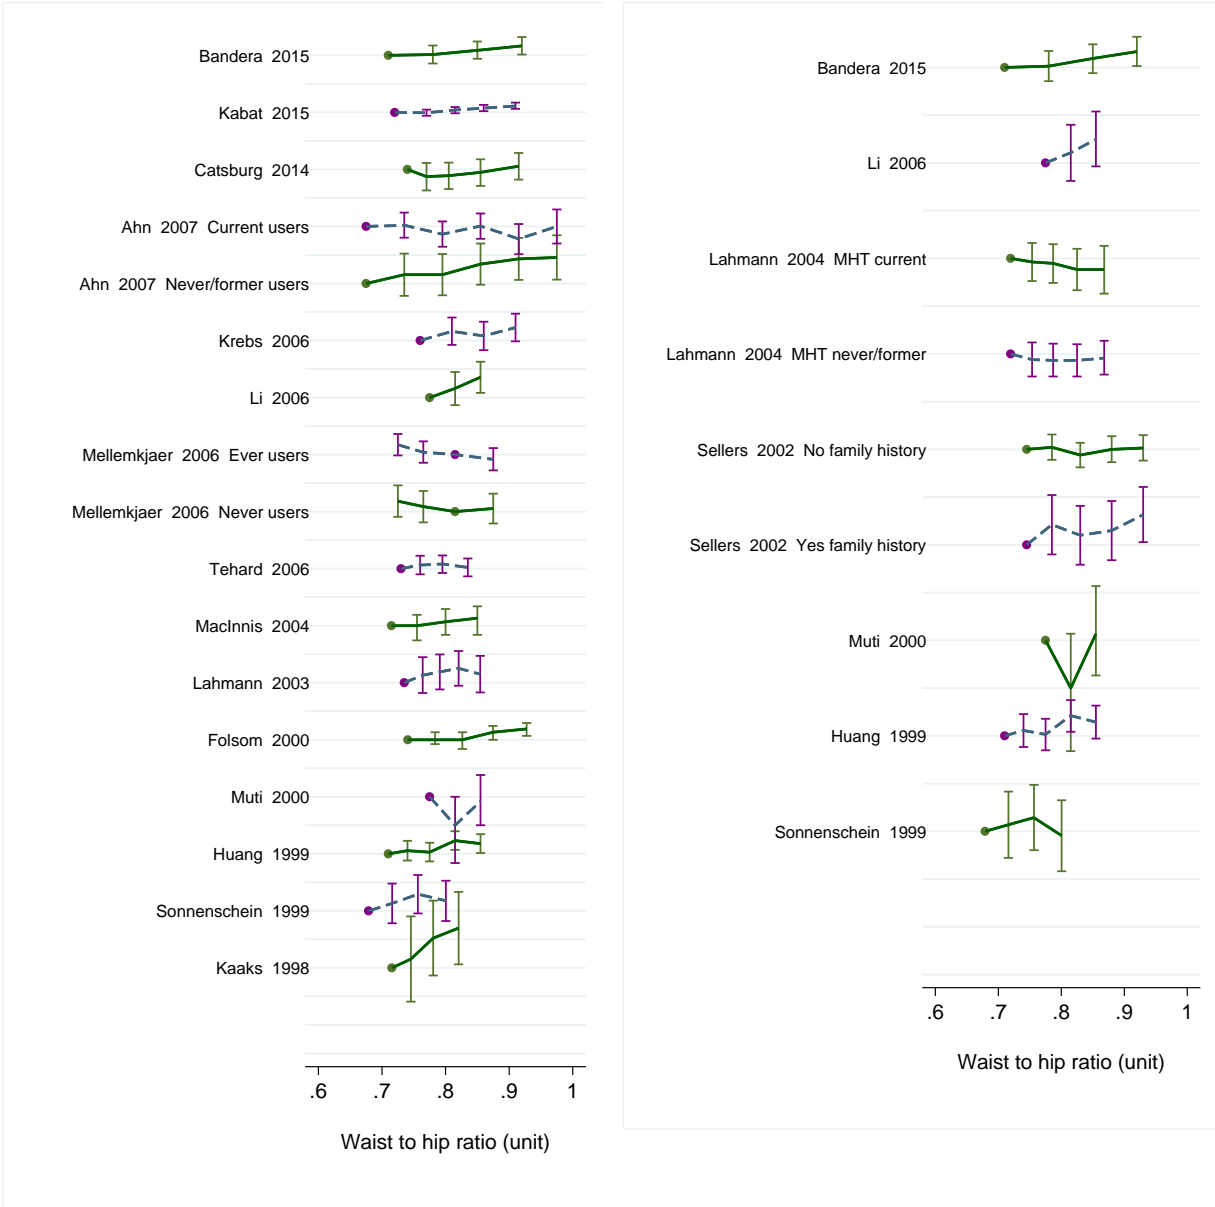 Bandera 2015
Kabat 2015
Catsburg 2014
Ahn 2007 Current users
Ahn 2007 Never/former users
Krebs 2006
Li 2006
Mellemkjaer 2006 Ever users
Mellemkjaer 2006 Never users
Tehard 2006
MacInnis 2004
Lahmann 2003
Folsom 2000
Muti 2000
Huang 1999
Sonnenschein 1999
Kaaks 1998
.6 .7 .8 .9 1
Waist to hip ratio (unit)
Bandera 2015
Li 2006
Lahmann 2004 MHT current
Lahmann 2004 MHT never/former
Sellers 2002 No family history
Sellers 2002 Yes family history
Muti 2000
Huang 1999
Sonnenschein 1999
.6 .7 .8 .9 1
Waist to hip ratio (unit)